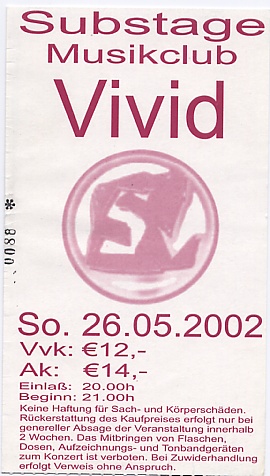 Substage
Musikclub
Vivid
SV
* 0088
So. 26.05.2002
Vvk: €12,-
Ak: €14,-
Einlaß: 20.00h
Beginn: 21.00h
Keine Haftung für Sach- und Körperschäden.
Rückerstattung des Kaufpreises erfolgt nur bei
genereller Absage der Veranstaltung innerhalb
2 Wochen. Das Mitbringen von Flaschen,
Dosen, Aufzeichnungs- und Tonbandgeräten
zum Konzert ist verboten. Bei Zuwiderhandlung
erfolgt Verweis ohne Anspruch.